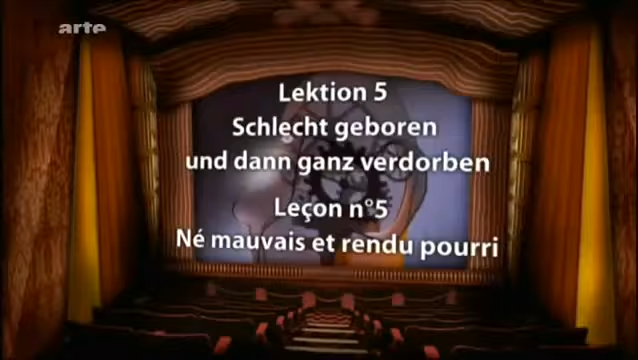 arte
Lektion 5
Schlecht geboren
und dann ganz verdorben
Leçon n°5
Né mauvais et rendu pourri